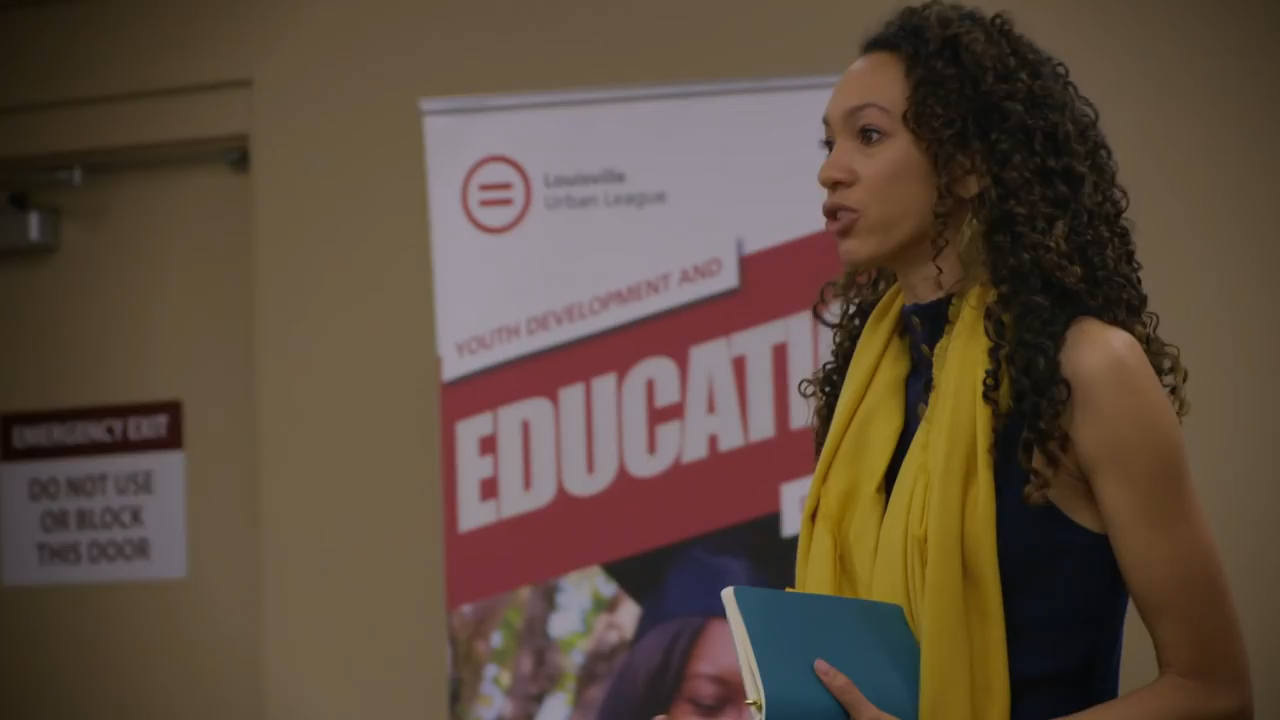 Louisville
Urban League
YOUTH DEVELOPMENT AND
EDUCATI
EMERGENCY EXIT
DO NOT USE
OR BLOCK
THIS DOOR